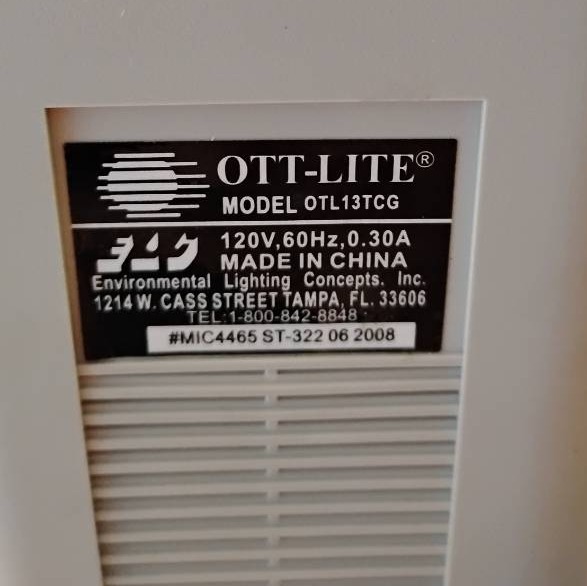 OTT-LITE®
MODEL OTL13TCG
120V,60Hz,0.30A
MADE IN CHINA
Environmental Lighting Concepts. Inc.
1214 W. CASS STREET TAMPA, FL. 33606
TEL:1-800-842-8848
#MIC4465 ST-322 06 2008